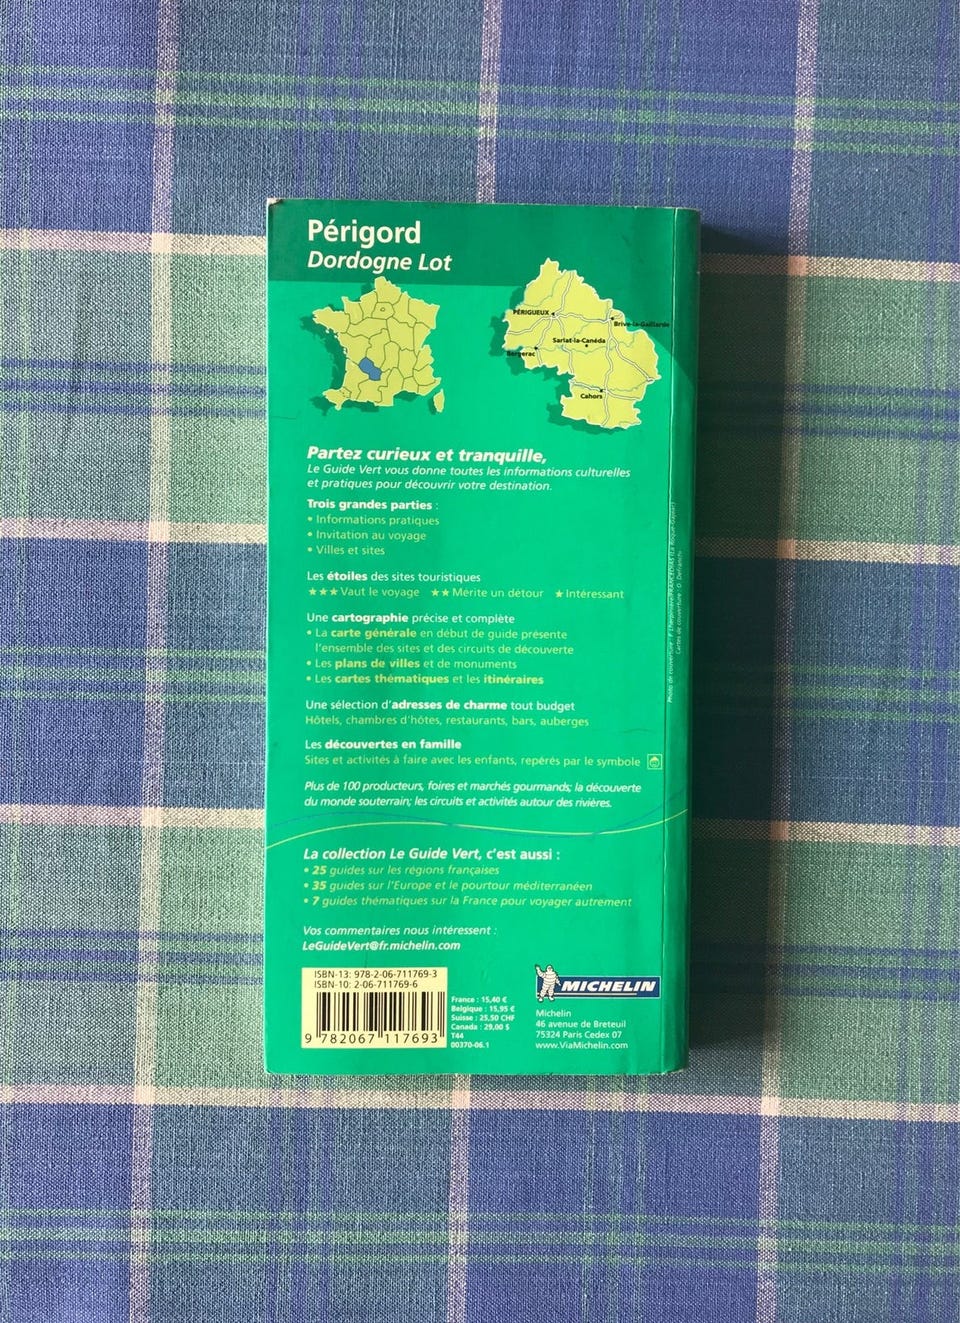 Périgord
Dordogne Lot
PÉRIGUEUX
Brive-la-Gaillarde
Sarlat-la-Canéda
Bergerac
Cahors
Partez curieux et tranquille,
Le Guide Vert vous donne toutes les informations culturelles
et pratiques pour découvrir votre destination.
Trois grandes parties :
• Informations pratiques
• Invitation au voyage
• Villes et sites
Les étoiles des sites touristiques
★★★ Vaut le voyage ★★ Mérite un détour ★ Intéressant
Une cartographie précise et complète
• La carte générale en début de guide présente
l'ensemble des sites et des circuits de découverte
• Les plans de villes et de monuments
• Les cartes thématiques et les itinéraires
Une sélection d'adresses de charme tout budget
Hôtels, chambres d'hôtes, restaurants, bars, auberges
Les découvertes en famille
Sites et activités à faire avec les enfants, repérés par le symbole
Plus de 100 producteurs, foires et marchés gourmands; la découverte
du monde souterrain; les circuits et activités autour des rivières.
La collection Le Guide Vert, c'est aussi :
• 25 guides sur les régions françaises
• 35 guides sur l'Europe et le pourtour méditerranéen
• 7 guides thématiques sur la France pour voyager autrement
Vos commentaires nous intéressent :
LeGuideVert@fr.michelin.com
ISBN-13: 978-2-06-711769-3
ISBN-10: 2-06-711769-6
9 782067 117693
France : 15,40 €
Belgique : 15,95 €
Suisse : 25,50 CHF
Canada : 29,00 $
T44
00370-06.1
MICHELIN
Michelin
46 avenue de Breteuil
75324 Paris Cedex 07
www.ViaMichelin.com
Photo de couverture :
Cartes de couverture :